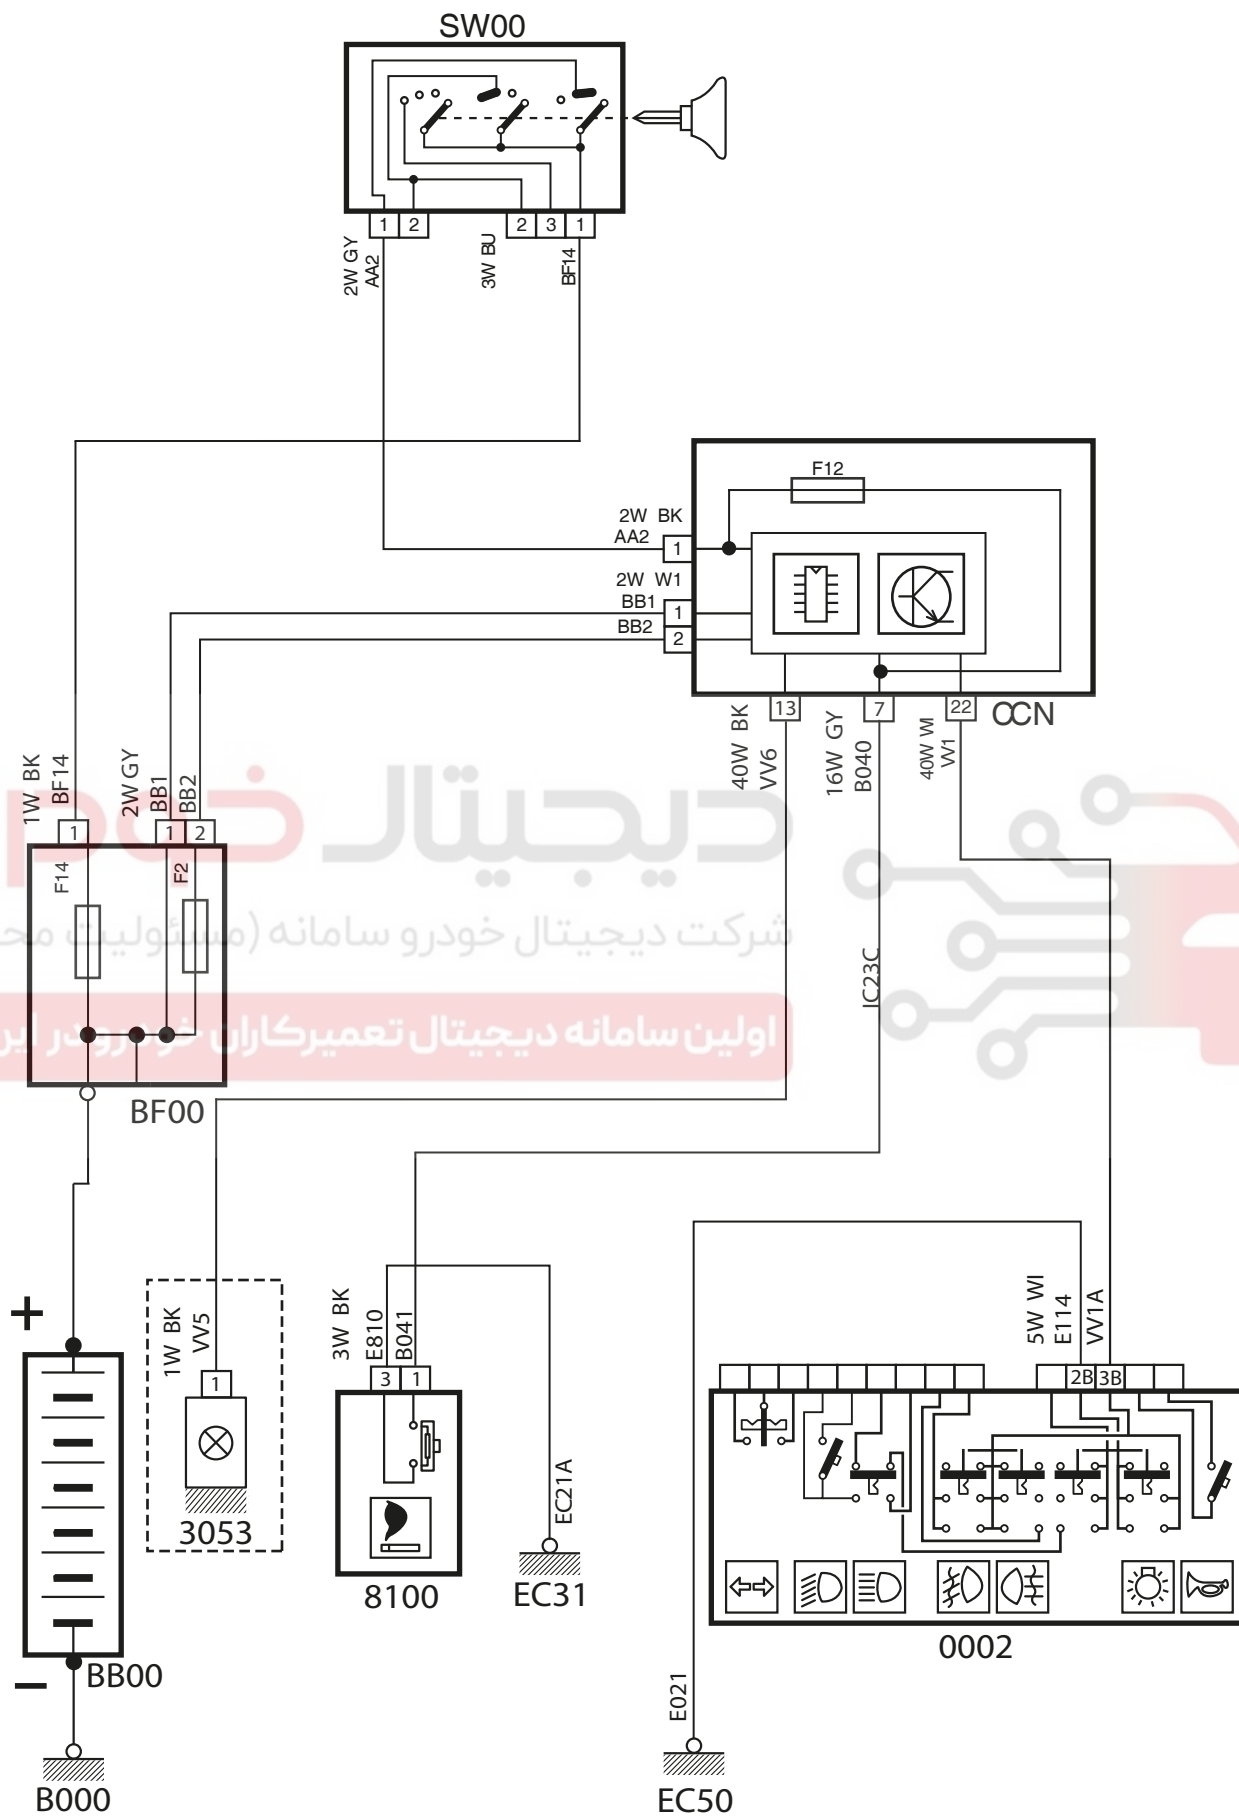 SW00
1 2 2 3 1
2W GY
AA2
3W BU
BF14
F12
2W BK
AA2
1
2W W1
BB1
1
BB2
2
CCN
13 7 22
40W BK
VV6
16W GY
B040
40W WI
VV1
1W BK
BF14
2W GY
BB1
BB2
1 1 2
F14
F2
دیجیتال خودرو
شرکت دیجیتال خودرو سامانه (مسئولیت
اولین سامانه دیجیتال تعمیرکاران خودرو در
IC23C
BF00
+
1W BK
VV5
1
3053
3W BK
E810
B041
3 1
8100
EC21A
EC31
5W WI
E114
VV1A
2B 3B
0002
BB00
−
B000
E021
EC50